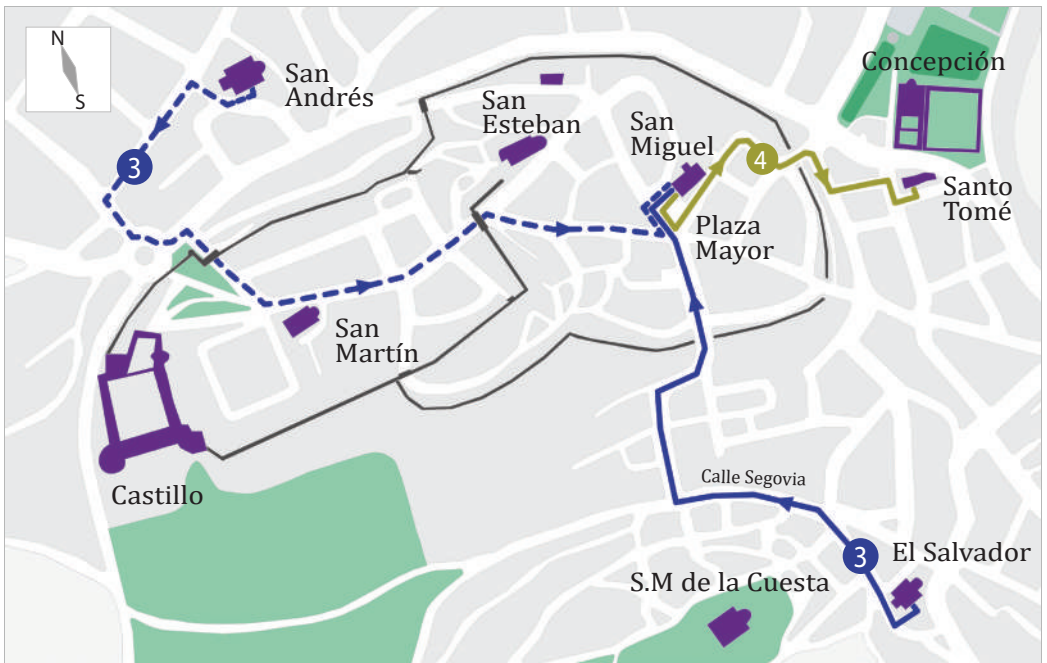 N
S
San
Andrés
3
San
Esteban
San
Miguel
4
Concepción
Santo
Tomé
Plaza
Mayor
San
Martín
Castillo
Calle Segovia
3
El Salvador
S.M de la Cuesta